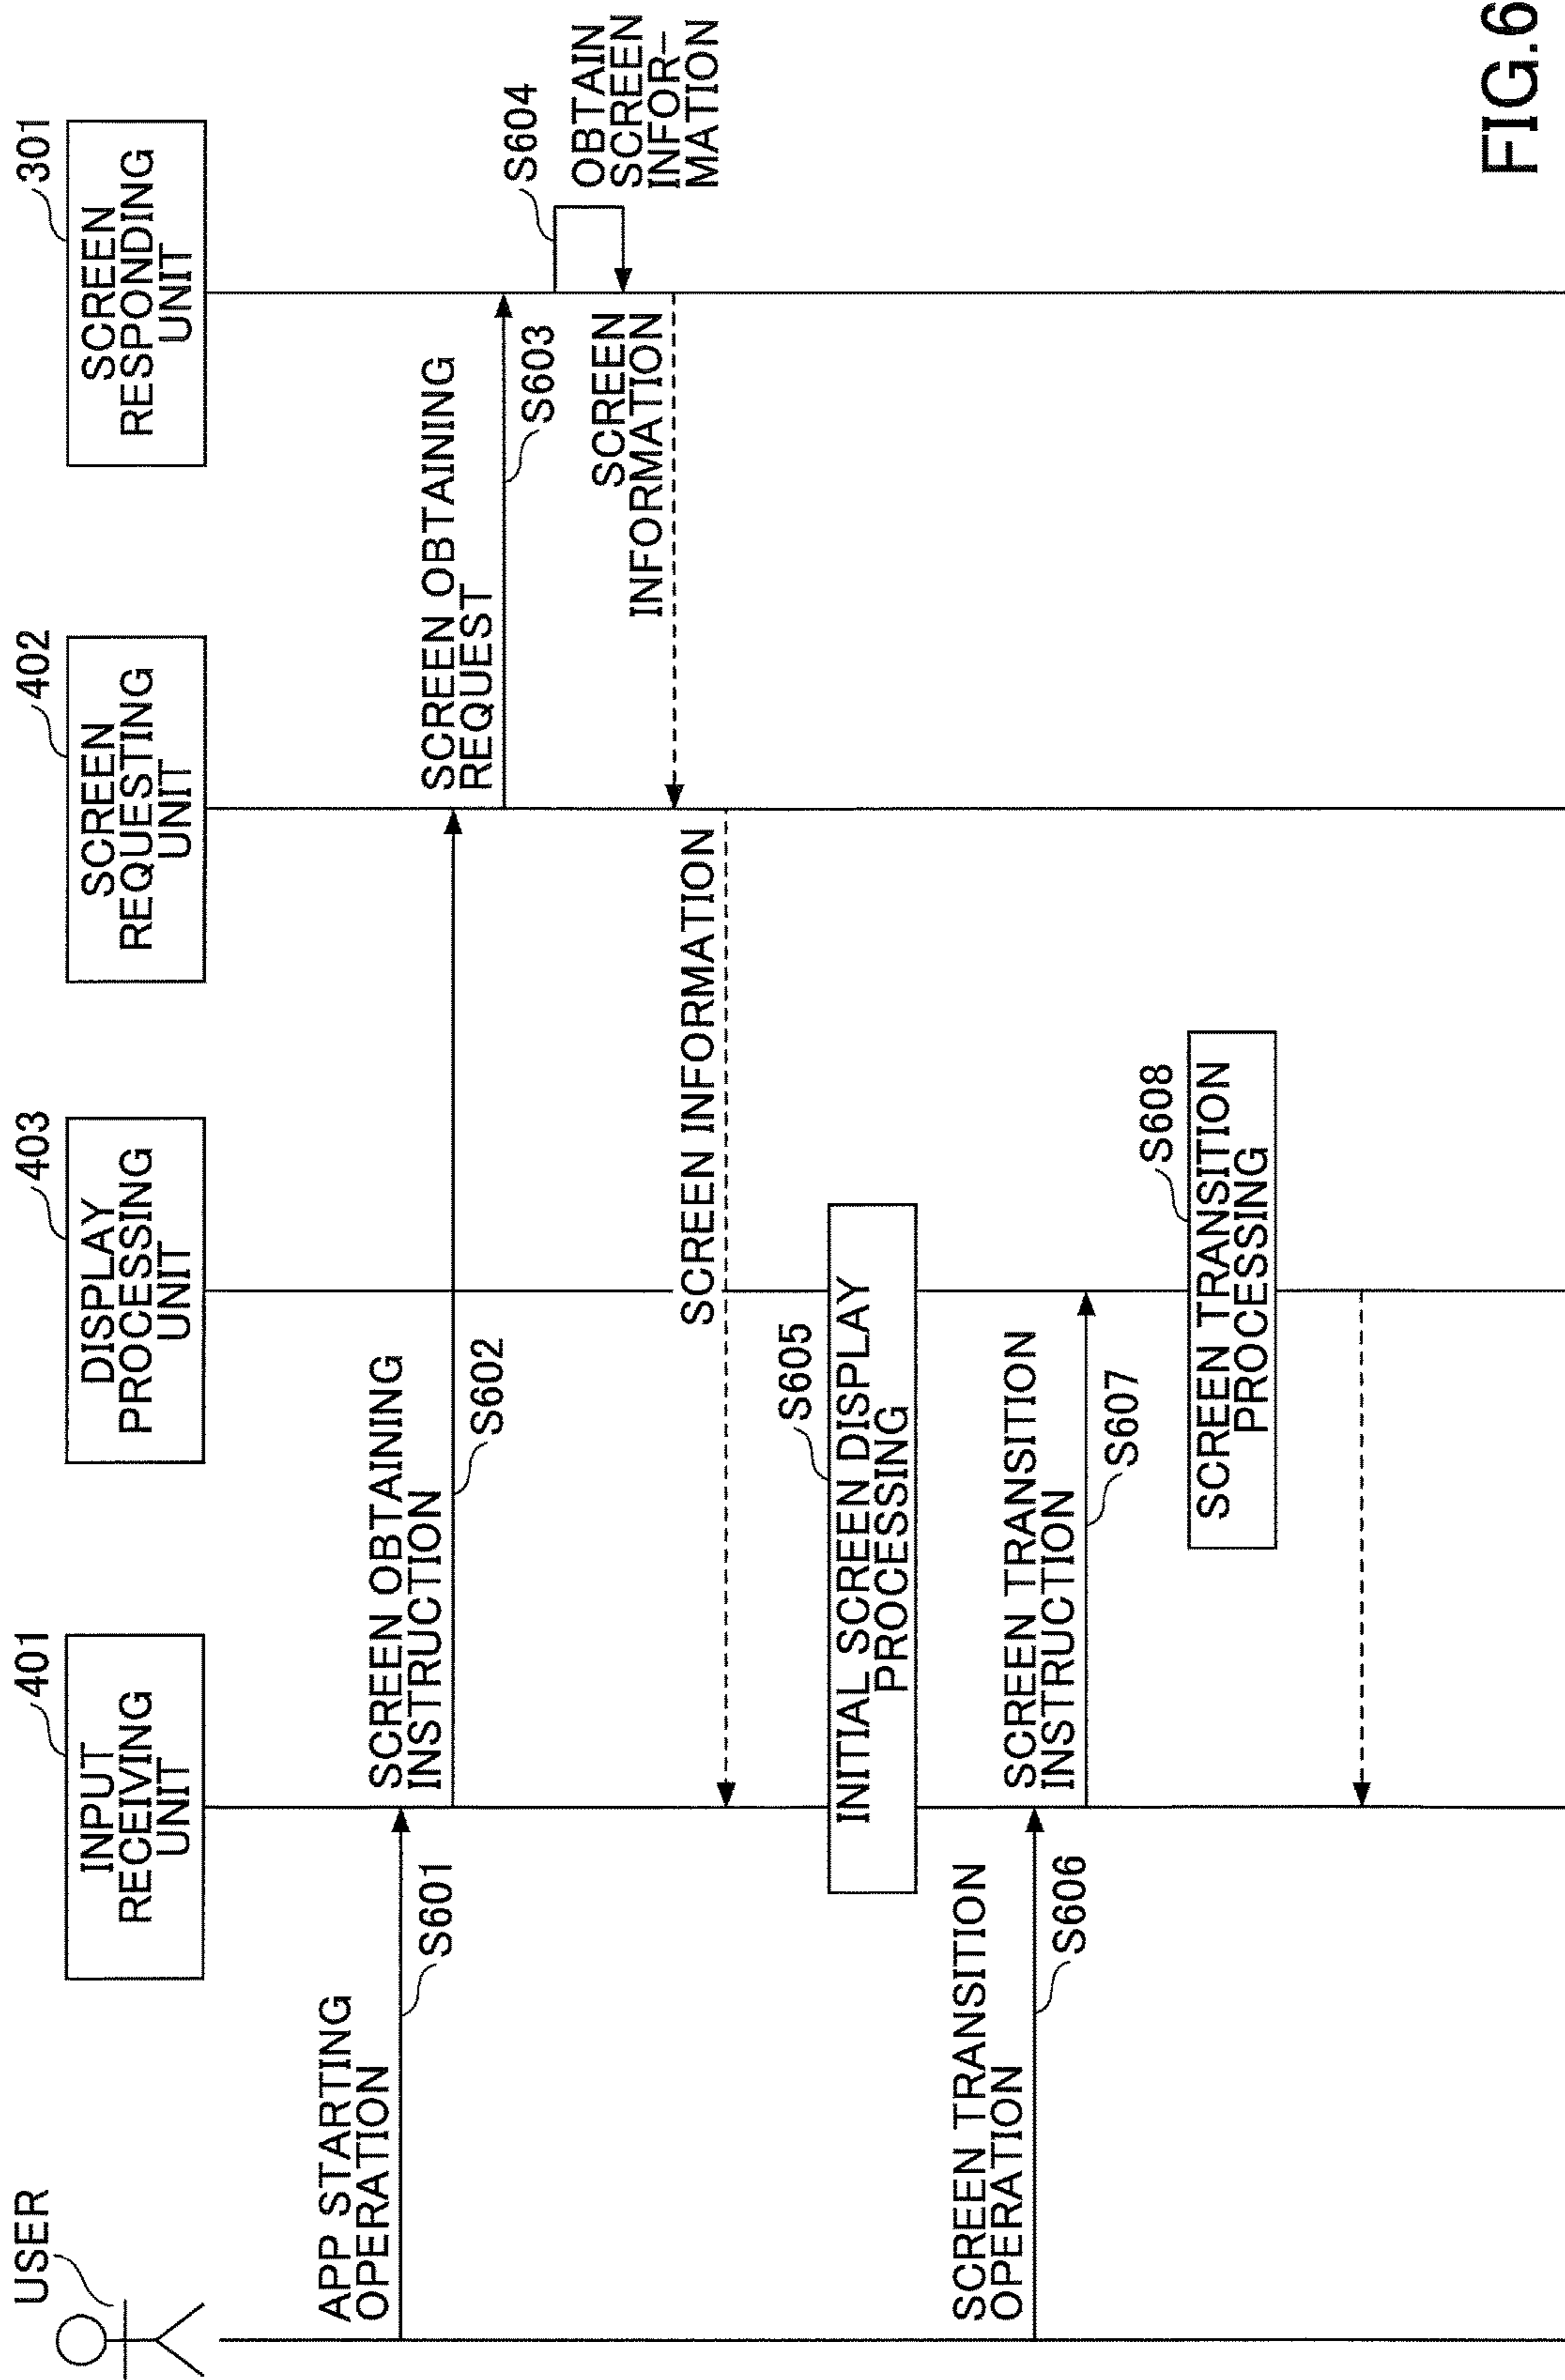 USER
401
INPUT
RECEIVING
UNIT
403
DISPLAY
PROCESSING
UNIT
402
SCREEN
REQUESTING
UNIT
301
SCREEN
RESPONDING
UNIT
APP STARTING
OPERATION
S601
SCREEN OBTAINING
INSTRUCTION
S602
SCREEN OBTAINING
REQUEST
S603
S604
OBTAIN
SCREEN
INFOR-
MATION
SCREEN
INFORMATION
SCREEN INFORMATION
S605
INITIAL SCREEN DISPLAY
PROCESSING
SCREEN TRANSITION
OPERATION
S606
SCREEN TRANSITION
INSTRUCTION
S607
S608
SCREEN TRANSITION
PROCESSING
FIG.6